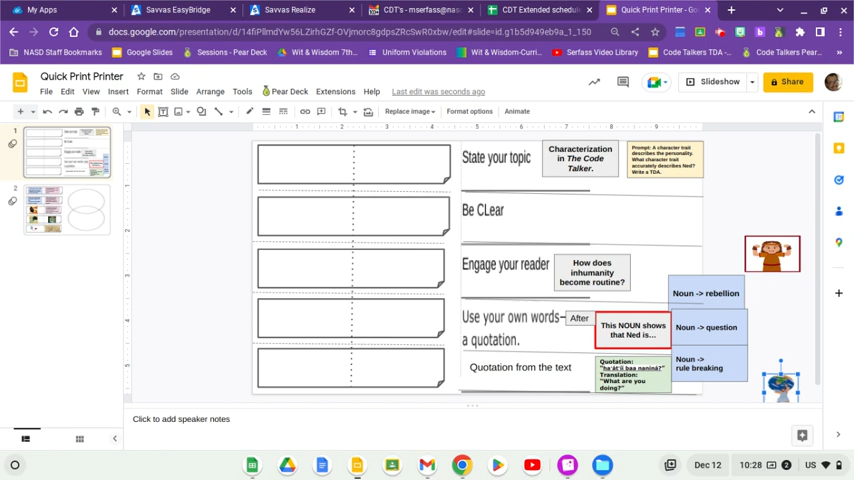 My Apps
Savvas EasyBridge
Savvas Realize
CDT's - mserfass@nas
CDT Extended schedule
Quick Print Printer - Go
docs.google.com/presentation/d/
NASD Staff Bookmarks
Google Slides
Sessions - Pear Deck
Wit & Wisdom 7th...
Uniform Violations
Wit & Wisdom-Curri...
Serfass Video Library
Code Talkers TDA -...
Code Talkers Pear...
Quick Print Printer
File Edit View Insert Format Slide Arrange Tools Pear Deck Extensions Help Last edit was seconds ago
Slideshow
Share
Replace image
Format options
Animate
1
2
State your topic
Characterization
in The Code
Talker.
Prompt: A character trait
describes the personality.
What character trait
accurately describes Ned?
Write a TDA.
Be CLear
Engage your reader
How does
inhumanity
become routine?
Noun -> rebellion
Use your own words-
After
a quotation.
This NOUN shows
that Ned is...
Noun -> question
Quotation from the text
Quotation:
Translation:
"What are you
doing?"
Noun ->
rule breaking
Click to add speaker notes
Dec 12
10:28
2
US